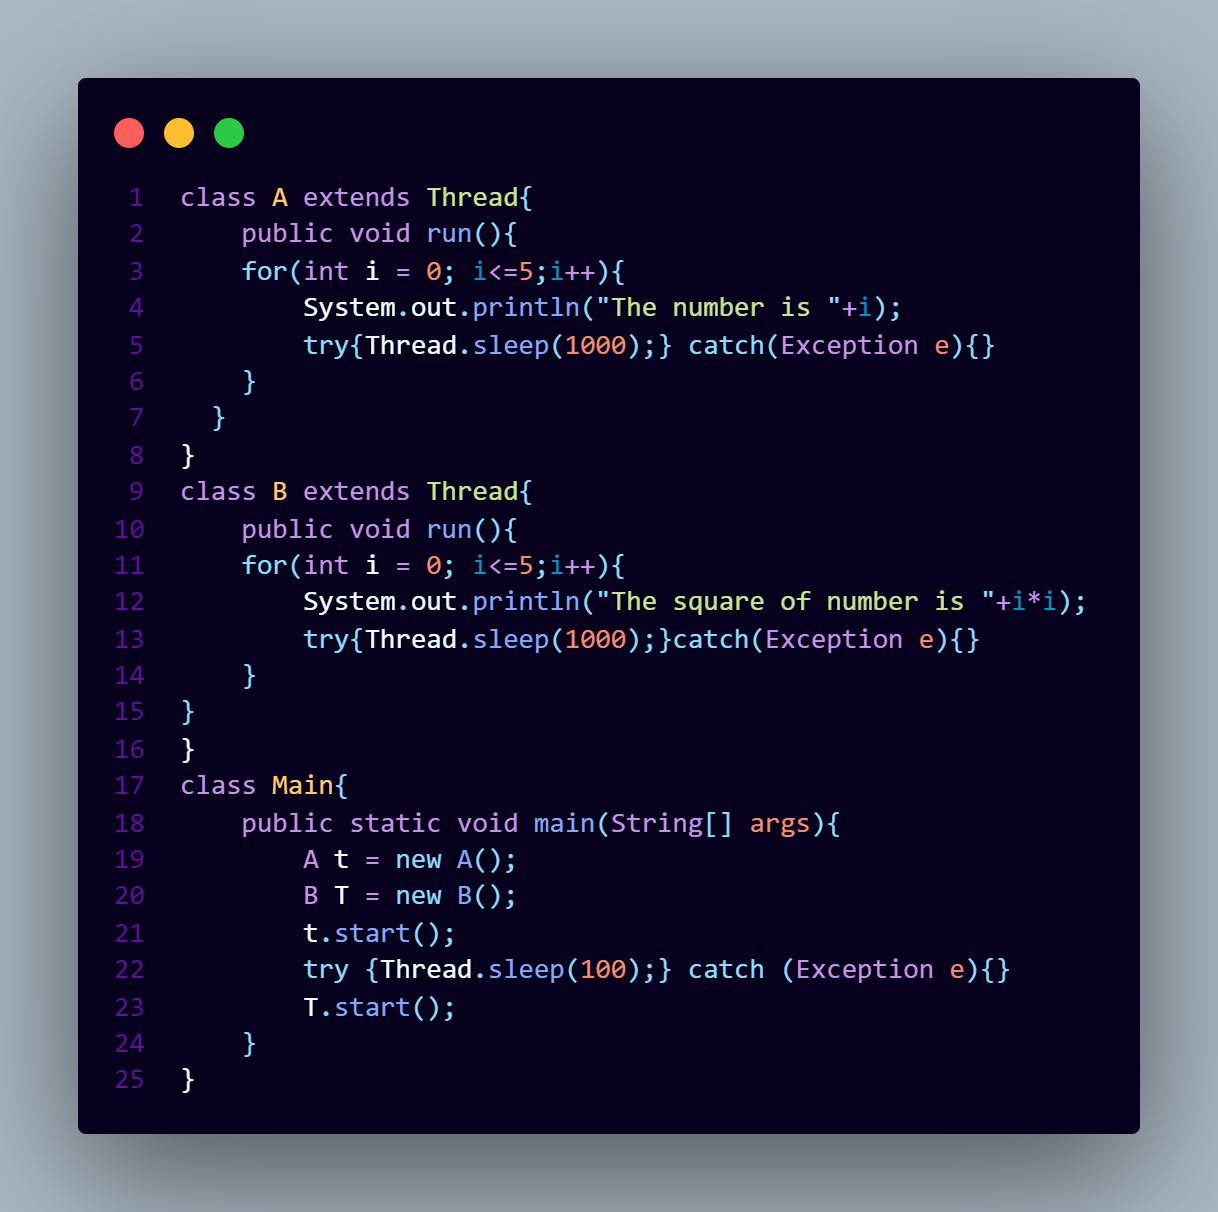 1 class A extends Thread{
2     public void run(){
3     for(int i = 0; i<=5;i++){
4         System.out.println("The number is "+i);
5         try{Thread.sleep(1000);} catch(Exception e){}
6     }
7   }
8 }
9 class B extends Thread{
10     public void run(){
11     for(int i = 0; i<=5;i++){
12         System.out.println("The square of number is "+i*i);
13         try{Thread.sleep(1000);}catch(Exception e){}
14     }
15 }
16 }
17 class Main{
18     public static void main(String[] args){
19         A t = new A();
20         B T = new B();
21         t.start();
22         try {Thread.sleep(100);} catch (Exception e){}
23         T.start();
24     }
25 }